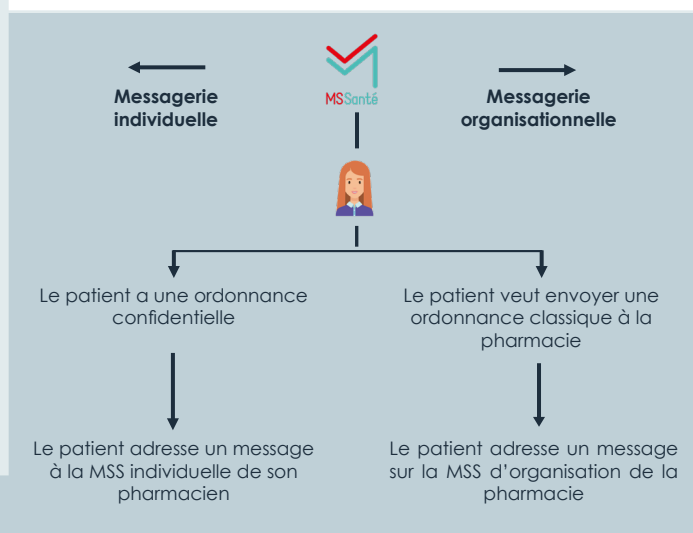 MSSanté
Messagerie
individuelle
Messagerie
organisationnelle
Le patient a une ordonnance
confidentielle
Le patient veut envoyer une
ordonnance classique à la
pharmacie
Le patient adresse un message
à la MSS individuelle de son
pharmacien
Le patient adresse un message
sur la MSS d'organisation de la
pharmacie